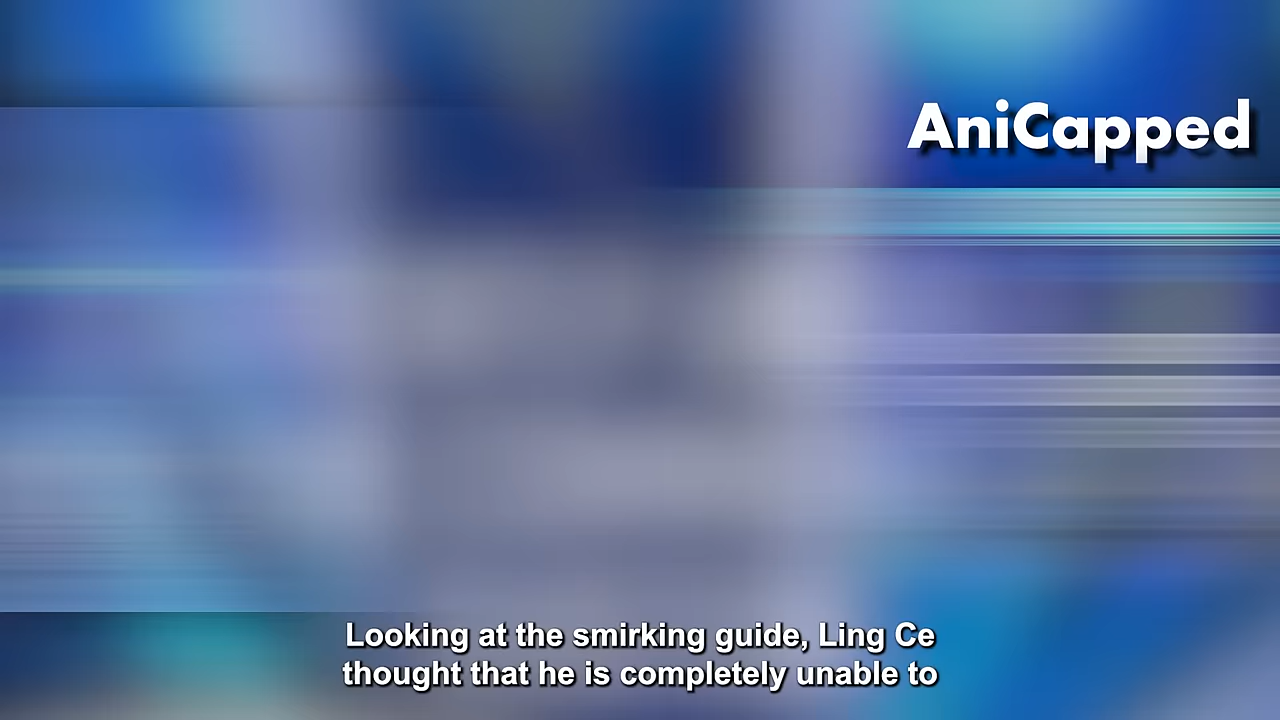 AniCapped
Looking at the smirking guide, Ling Ce
thought that he is completely unable to